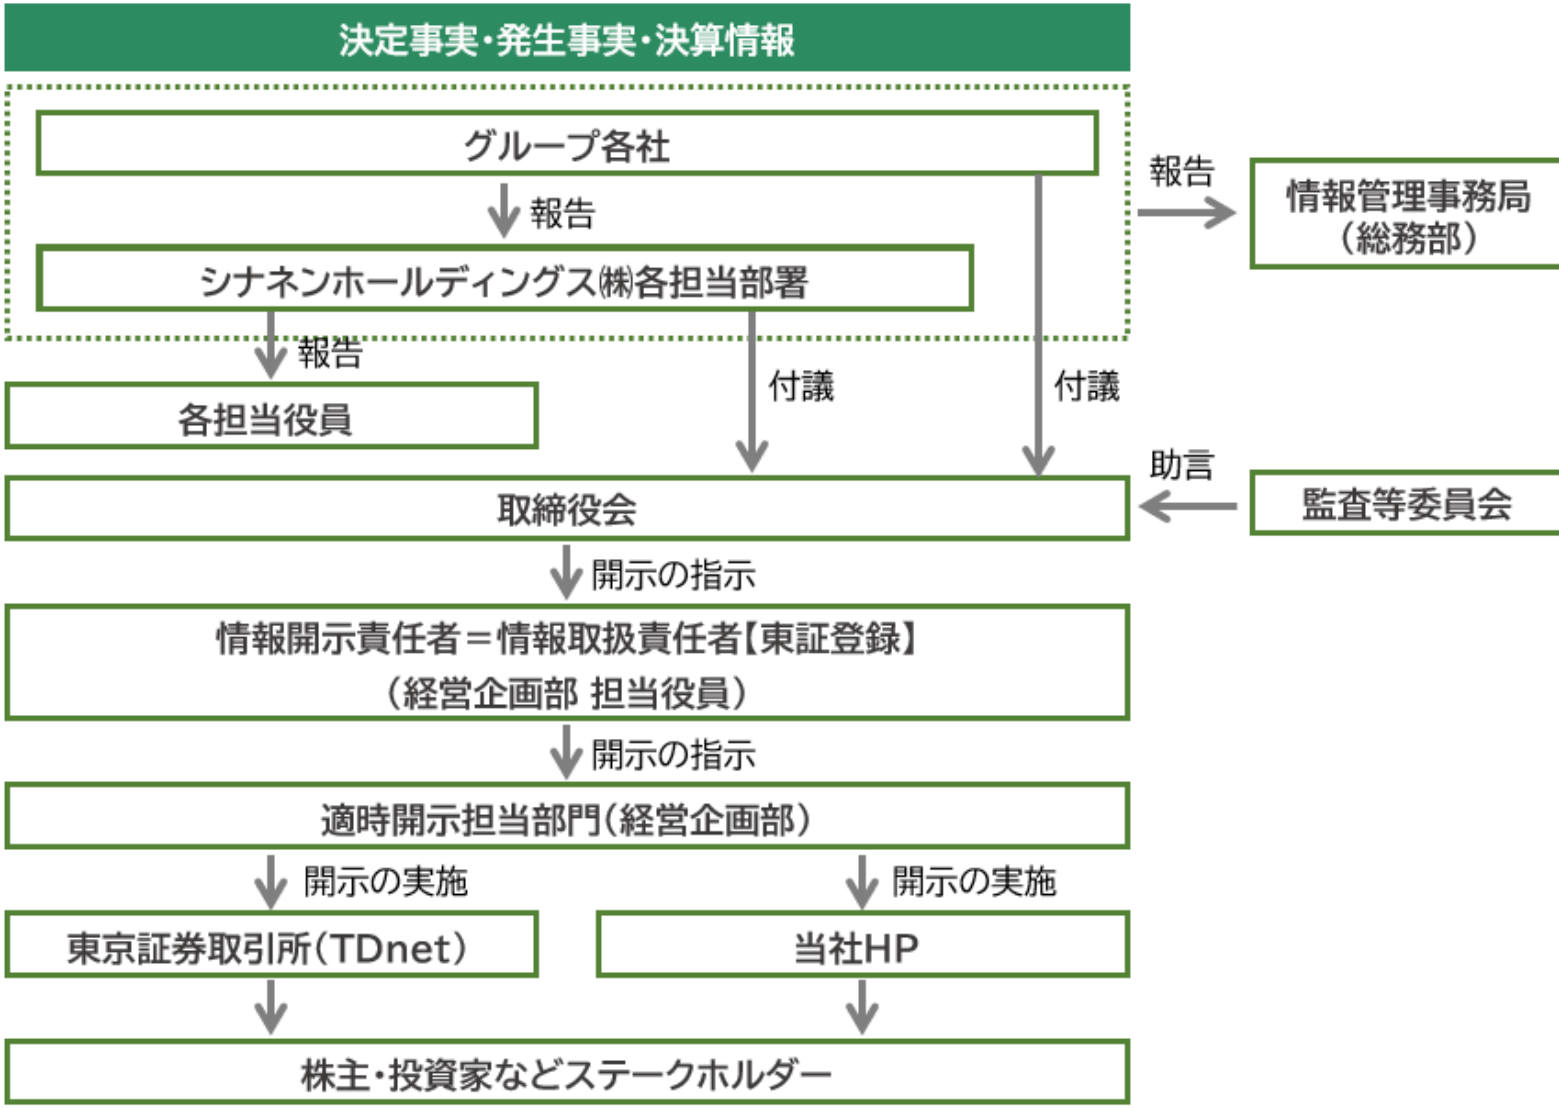 決定事実・発生事実・決算情報
グループ各社
報告
情報管理事務局
（総務部）
報告
シナネンホールディングス㈱各担当部署
報告
付議
付議
各担当役員
助言
取締役会
監査等委員会
開示の指示
情報開示責任者＝情報取扱責任者【東証登録】
（経営企画部 担当役員）
開示の指示
適時開示担当部門（経営企画部）
開示の実施
開示の実施
東京証券取引所（TDnet）
当社HP
株主・投資家などステークホルダー